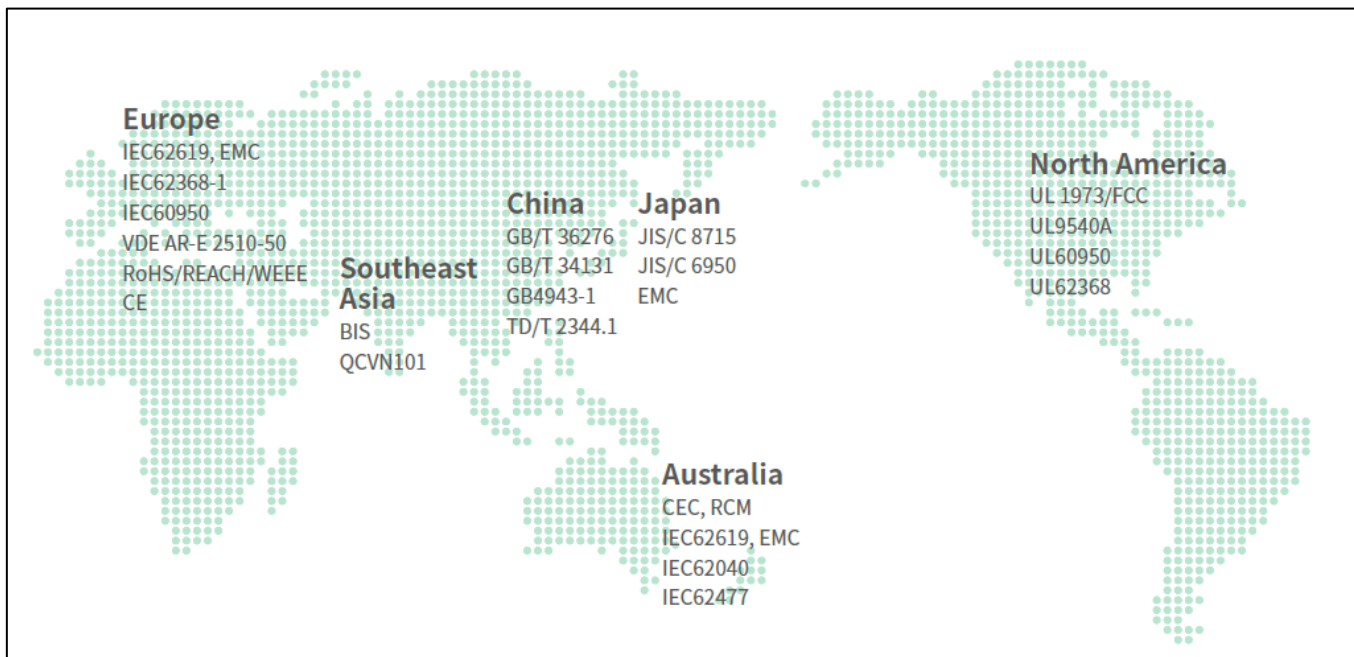 Europe
IEC62619, EMC
IEC62368-1
IEC60950
VDE AR-E 2510-50
RoHS/REACH/WEEE
CE
Southeast
Asia
BIS
QCVN101
China
GB/T 36276
GB/T 34131
GB4943-1
TD/T 2344.1
Japan
JIS/C 8715
JIS/C 6950
EMC
Australia
CEC, RCM
IEC62619, EMC
IEC62040
IEC62477
North America
UL 1973/FCC
UL9540A
UL60950
UL62368